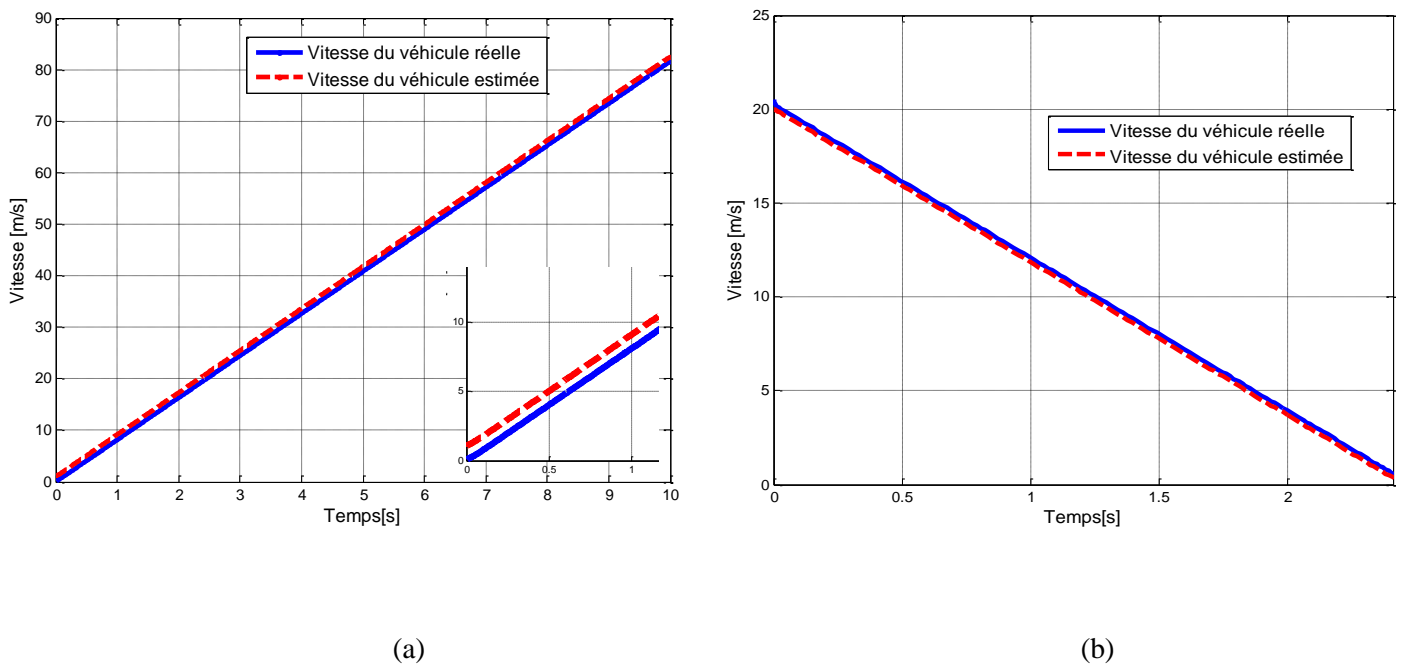 90
80
70
60
50
40
30
20
10
0
Vitesse [m/s]
Vitesse du véhicule réelle
Vitesse du véhicule estimée
10
5
0
0 0.5 1
0 1 2 3 4 5 6 7 8 9 10
Temps[s]
(a)
25
20
15
10
5
0
Vitesse [m/s]
Vitesse du véhicule réelle
Vitesse du véhicule estimée
0 0.5 1 1.5 2
Temps[s]
(b)